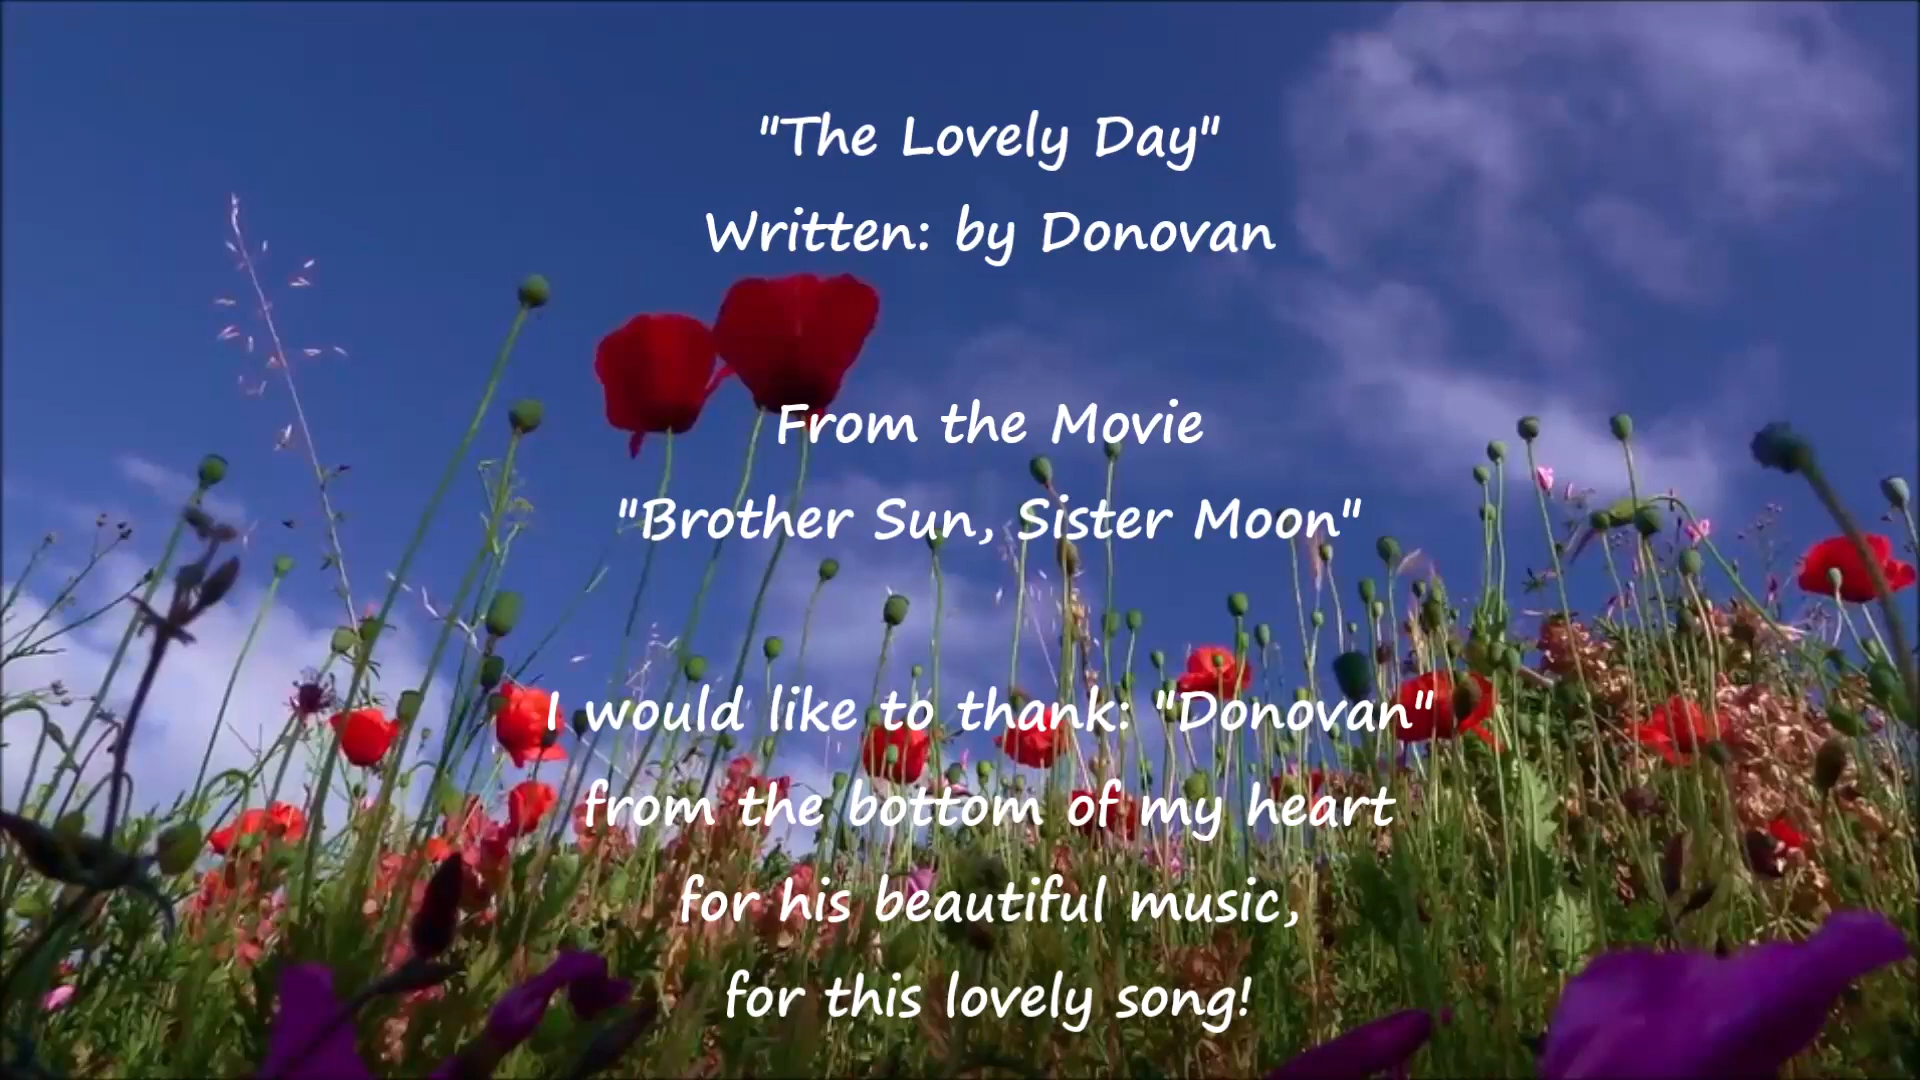 "The Lovely Day"
Written: by Donovan
From the Movie
"Brother Sun, Sister Moon"
I would like to thank: "Donovan"
from the bottom of my heart
for his beautiful music,
for this lovely song!